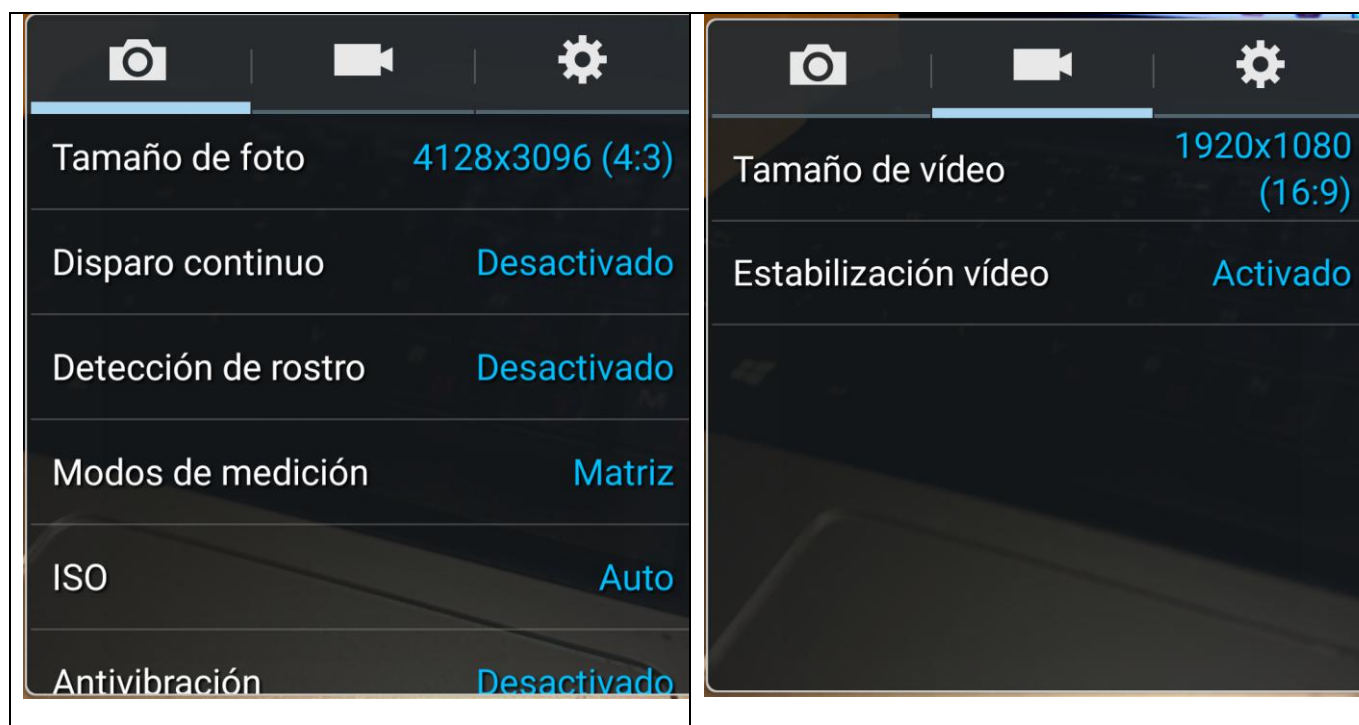 Tamaño de foto 4128x3096 (4:3)
Disparo continuo Desactivado
Detección de rostro Desactivado
Modos de medición Matriz
ISO Auto
Antivibración Desactivado
Tamaño de vídeo 1920x1080
(16:9)
Estabilización vídeo Activado